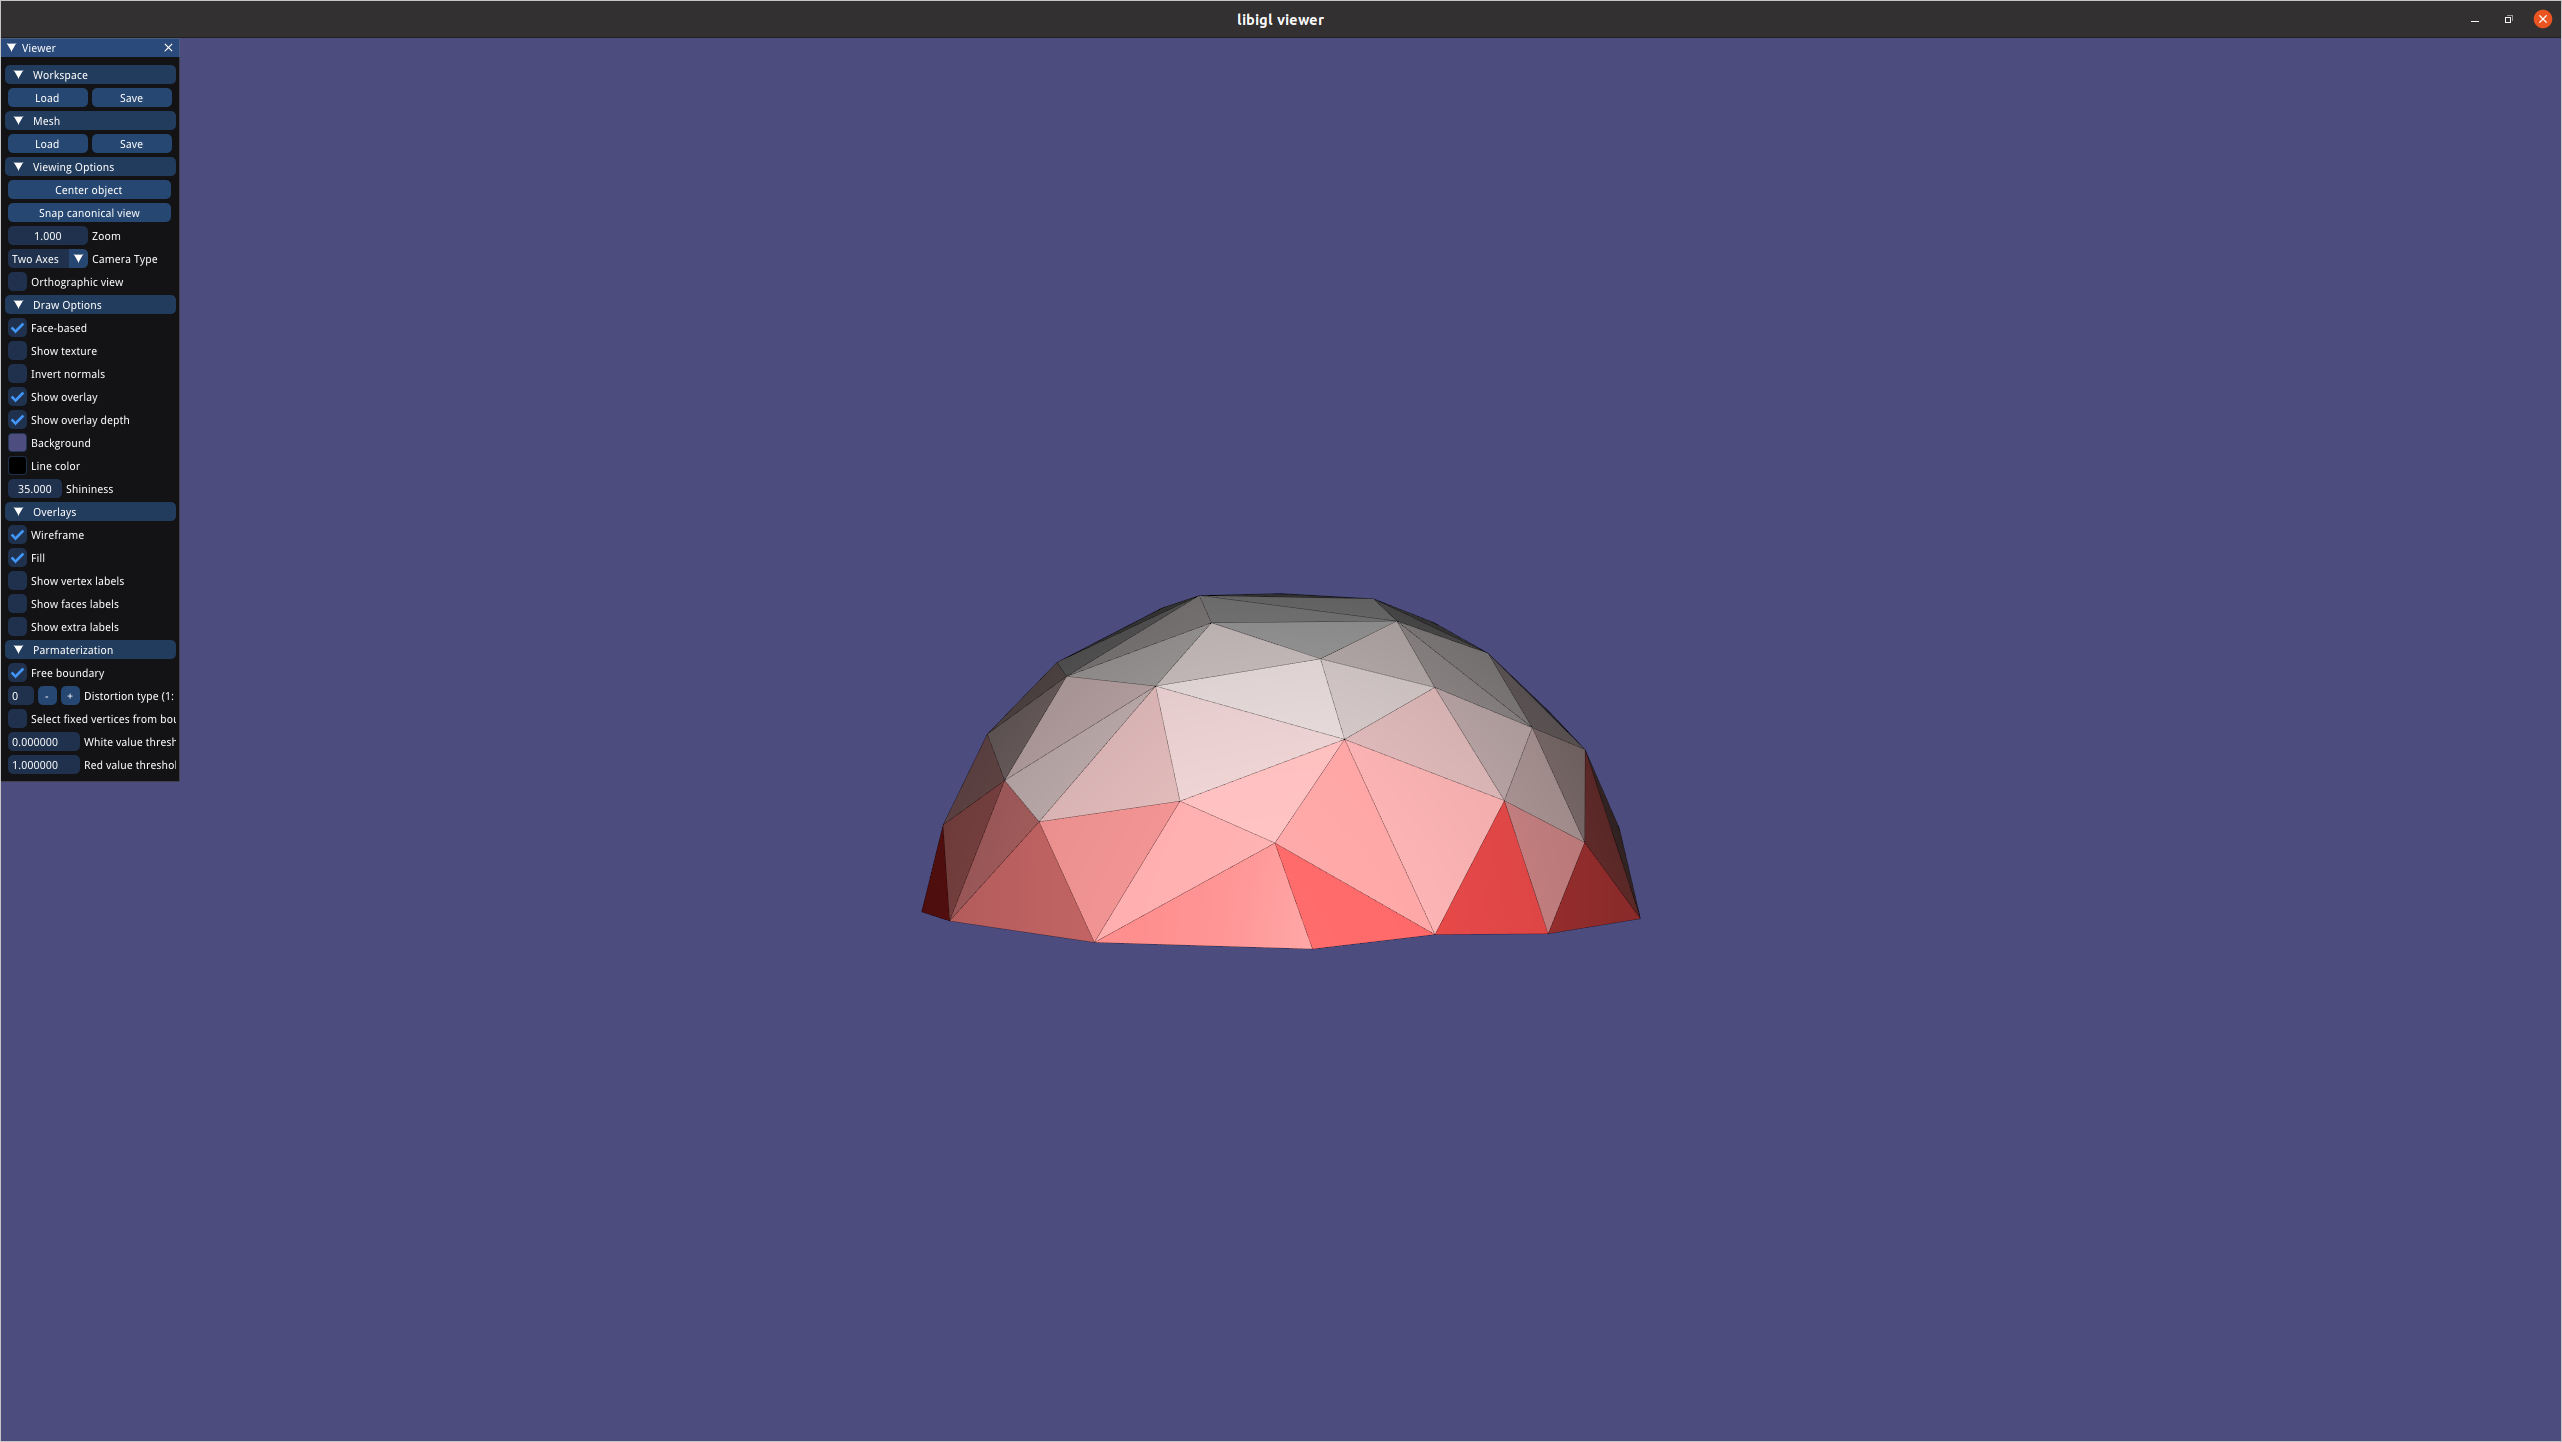 libigl viewer
Viewer
Workspace
Load Save
Mesh
Load Save
Viewing Options
Center object
Snap canonical view
1.000 Zoom
Two Axes Camera Type
Orthographic view
Draw Options
Face-based
Show texture
Invert normals
Show overlay
Show overlay depth
Background
Line color
35.000 Shininess
Overlays
Wireframe
Fill
Show vertex labels
Show faces labels
Show extra labels
Parmaterization
Free boundary
0 - + Distortion type (1:
Select fixed vertices from bou
0.000000 White value thresh
1.000000 Red value threshol